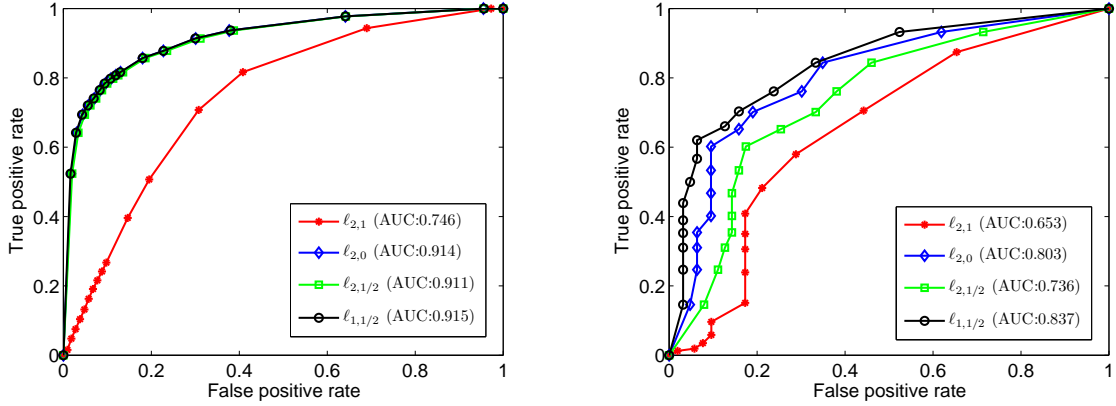 1
0.8
0.6
0.4
0.2
0
True positive rate
ℓ2,1 (AUC:0.746)
ℓ2,0 (AUC:0.914)
ℓ2,1/2 (AUC:0.911)
ℓ1,1/2 (AUC:0.915)
0 0.2 0.4 0.6 0.8 1
False positive rate
1
0.8
0.6
0.4
0.2
0
True positive rate
ℓ2,1 (AUC:0.653)
ℓ2,0 (AUC:0.803)
ℓ2,1/2 (AUC:0.736)
ℓ1,1/2 (AUC:0.837)
0 0.2 0.4 0.6 0.8 1
False positive rate